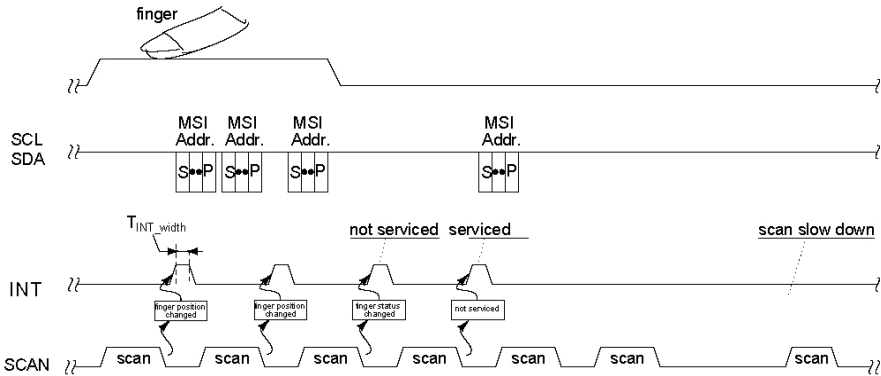 finger
MSI Addr.
MSI Addr.
MSI Addr.
MSI Addr.
SCL
SDA
S●●P
S●●P
S●●P
S●●P
TINT_width
not serviced
serviced
scan slow down
INT
finger position changed
finger position changed
finger status changed
not serviced
SCAN
scan
scan
scan
scan
scan
scan
scan